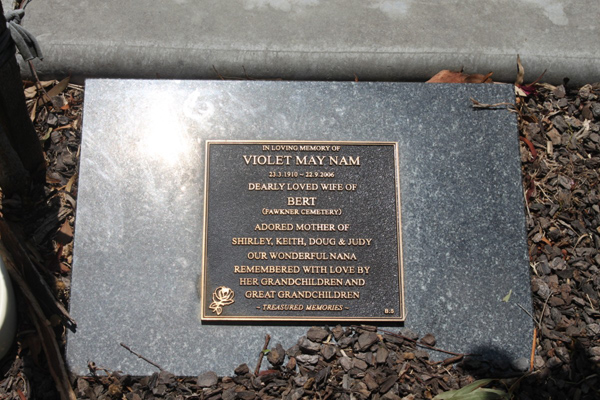 IN LOVING MEMORY OF
VIOLET MAY NAM
23.3.1910 ~ 22.9.2006
DEARLY LOVED WIFE OF
BERT
(FAWKNER CEMETERY)
ADORED MOTHER OF
SHIRLEY, KEITH, DOUG & JUDY
OUR WONDERFUL NANA
REMEMBERED WITH LOVE BY
HER GRANDCHILDREN AND
GREAT GRANDCHILDREN
~ TREASURED MEMORIES ~
B.S